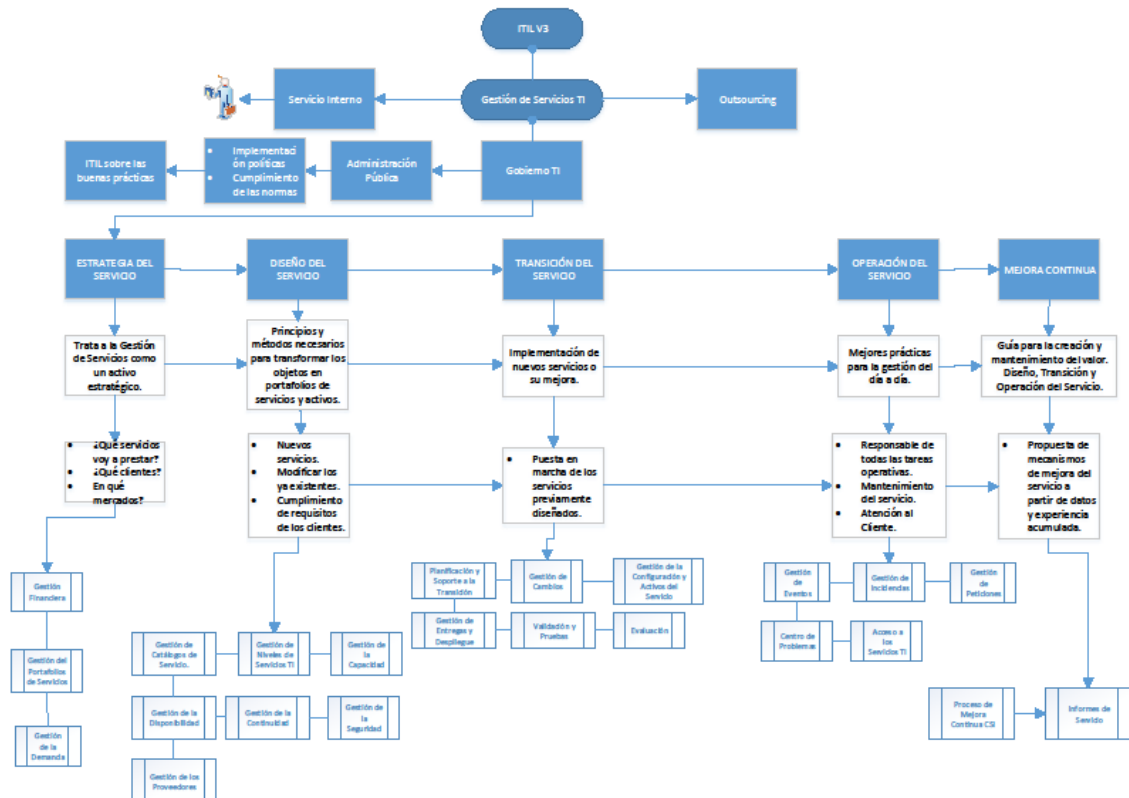 ITIL V3
Servicio Interno
Gestión de Servicios TI
Outsourcing
ITIL sobre las
buenas prácticas
• Implementaci
ón políticas
• Cumplimiento
de las normas
Administración
Pública
Gobierno TI
ESTRATEGIA DEL
SERVICIO
DISEÑO DEL
SERVICIO
TRANSICIÓN DEL
SERVICIO
OPERACIÓN DEL
SERVICIO
MEJORA CONTINUA
Trata a la Gestión
de Servicios como
un activo
estratégico.
Principios y
métodos necesarios
para transformar los
objetos en
portafolios de
servicios y activos.
Implementación de
nuevos servicios o
su mejora.
Mejores prácticas
para la gestión del
día a día.
Guía para la creación y
mantenimiento del valor.
Diseño, Transición y
Operación del Servicio.
• ¿Qué servicios
voy a prestar?
• ¿Qué clientes?
• En qué
mercados?
• Nuevos
servicios.
• Modificar los
ya existentes.
• Cumplimiento
de requisitos
de los clientes.
• Puesta en
marcha de los
servicios
previamente
diseñados.
• Responsable de
todas las tareas
operativas.
• Mantenimiento
del servicio.
• Atención al
Cliente.
• Propuesta de
mecanismos
de mejora del
servicio a
partir de datos
y experiencia
acumulada.
Gestión
Financiera
Gestión del
Portafolios
de Servicios
Gestión
de la
Demanda
Gestión de
Catálogos de
Servicio.
Gestión de
Niveles de
Servicios TI
Gestión de la
Capacidad
Gestión de la
Disponibilidad
Gestión de la
Continuidad
Gestión de
la
Seguridad
Gestión de los
Proveedores
Planificación y
Soporte a la
Transición
Gestión de
Cambios
Gestión de la
Configuración y
Activos del
Servicio
Gestión de
Entregas y
Despliegue
Validación y
Pruebas
Evaluación
Gestión
de
Eventos
Gestión de
Incidencias
Gestión
de
Peticiones
Centro de
Problemas
Acceso a
los
Servicios TI
Proceso de
Mejora
Continua CSI
Informes de
Servicio